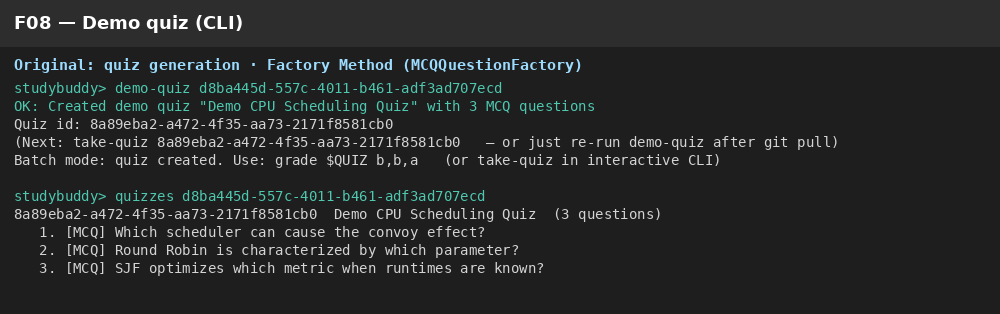 F08 — Demo quiz (CLI)
Original: quiz generation · Factory Method (MCQQuestionFactory)
studybuddy> demo-quiz d8ba445d-557c-4011-b461-adf3ad707ecd
OK: Created demo quiz "Demo CPU Scheduling Quiz" with 3 MCQ questions
Quiz id: 8a89eba2-a472-4f35-aa73-2171f8581cb0
(Next: take-quiz 8a89eba2-a472-4f35-aa73-2171f8581cb0   — or just re-run demo-quiz after git pull)
Batch mode: quiz created. Use: grade $QUIZ b,b,a   (or take-quiz in interactive CLI)
studybuddy> quizzes d8ba445d-557c-4011-b461-adf3ad707ecd
8a89eba2-a472-4f35-aa73-2171f8581cb0  Demo CPU Scheduling Quiz  (3 questions)
1. [MCQ] Which scheduler can cause the convoy effect?
2. [MCQ] Round Robin is characterized by which parameter?
3. [MCQ] SJF optimizes which metric when runtimes are known?